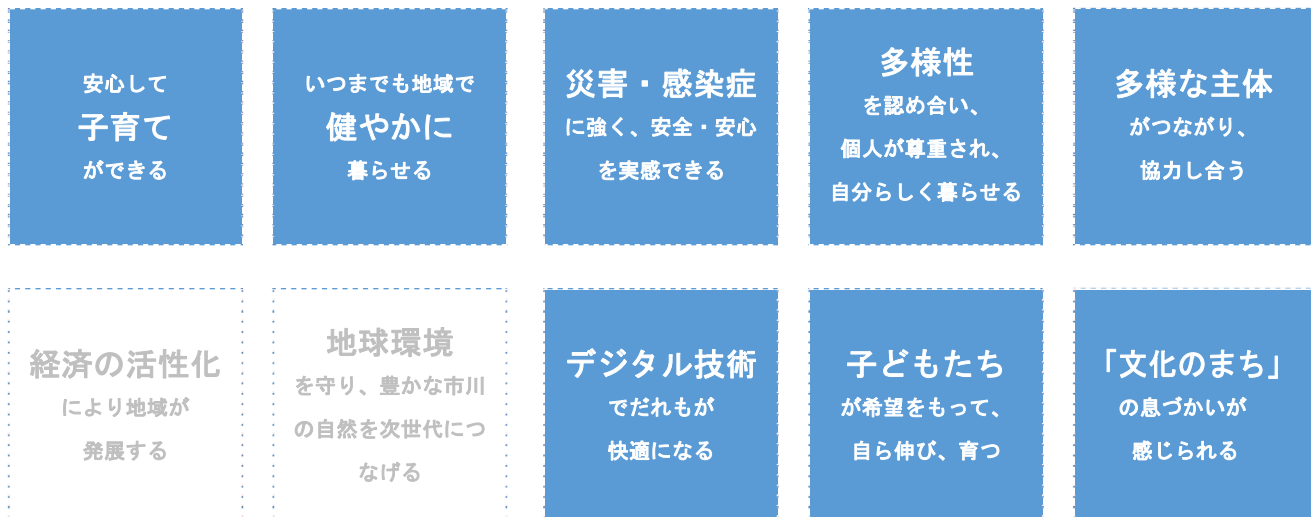 安心して
子育て
ができる
いつまでも地域で
健やかに
暮らせる
災害・感染症
に強く、安全・安心
を実感できる
多様性
を認め合い、
個人が尊重され、
自分らしく暮らせる
多様な主体
がつながり、
協力し合う
経済の活性化
により地域が
発展する
地球環境
を守り、豊かな市川
の自然を次世代につ
なげる
デジタル技術
でだれもが
快適になる
子どもたち
が希望をもって、
自ら伸び、育つ
「文化のまち」
の息づかいが
感じられる